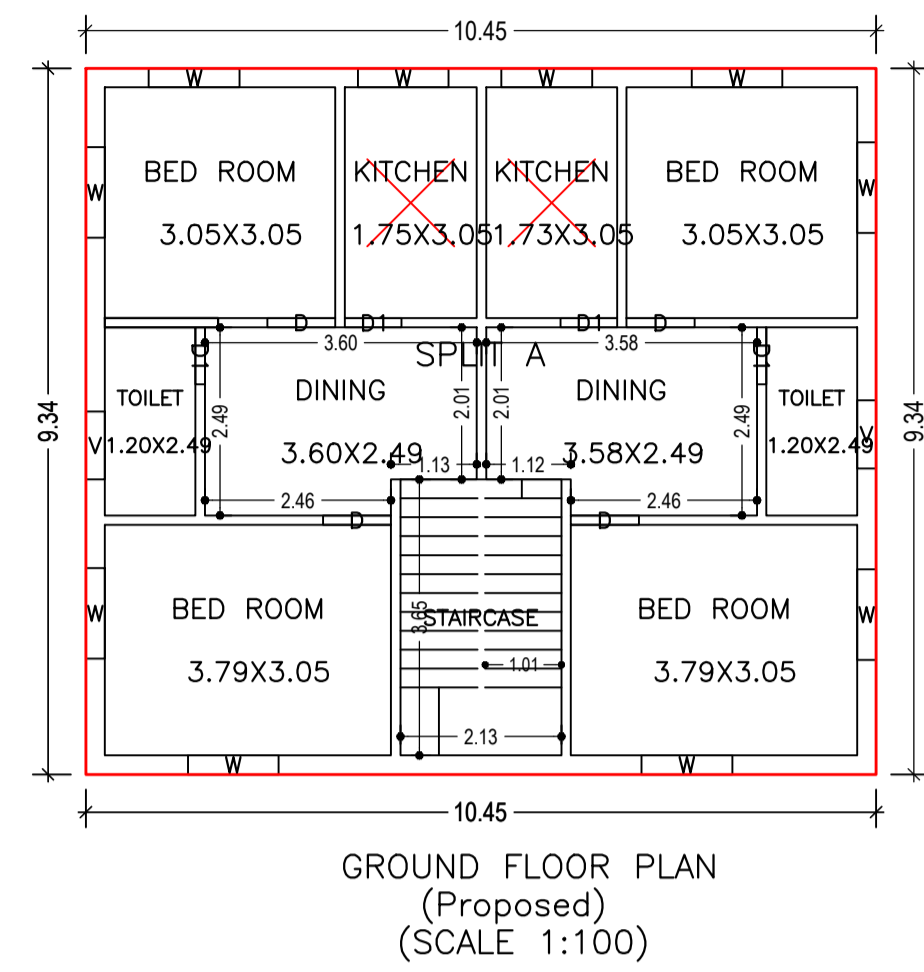 10.45
W W W W
BED ROOM KITCHEN KITCHEN BED ROOM
W W
3.05X3.05 1.75X3.05 1.73X3.05 3.05X3.05
D D1 D1 D
3.60 3.58
D1 SPLIT A D1
TOILET DINING DINING TOILET
2.49 2.01 2.01 2.49
9.34 9.34
V 1.20X2.49 3.60X2.49 3.58X2.49 1.20X2.49 V
1.13 1.12
2.46 2.46
D D
BED ROOM BED ROOM
W 3.65 STAIRCASE W
3.79X3.05 1.01 3.79X3.05
2.13
W W
10.45
GROUND FLOOR PLAN
(Proposed)
(SCALE 1:100)